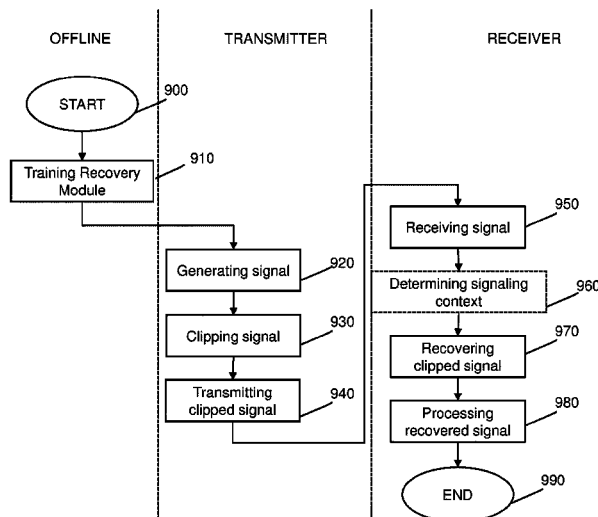 OFFLINE
TRANSMITTER
RECEIVER
START
900
Training Recovery
Module
910
Generating signal
920
Clipping signal
930
Transmitting
clipped signal
940
Receiving signal
950
Determining signaling
context
960
Recovering
clipped signal
970
Processing
recovered signal
980
END
990